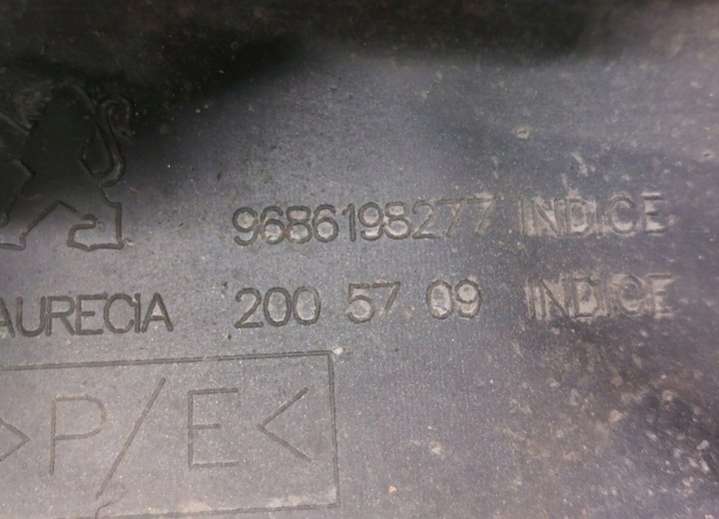 9686198277 INDICE
AURECIA 200 57 09 INDICE
>P/E<